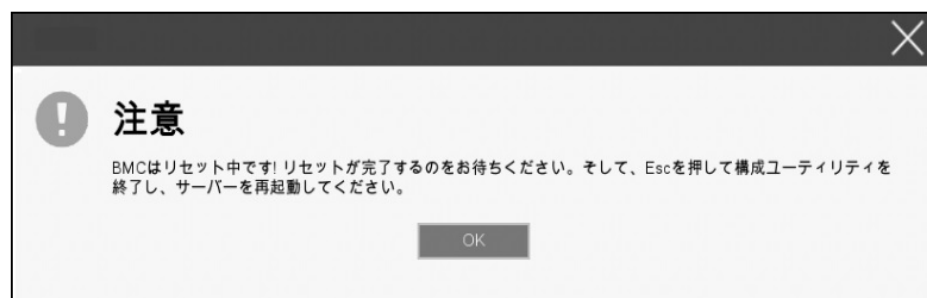 注意
BMCはリセット中です! リセットが完了するのをお待ちください。そして、Escを押して構成ユーティリティを
終了し、サーバーを再起動してください。
OK